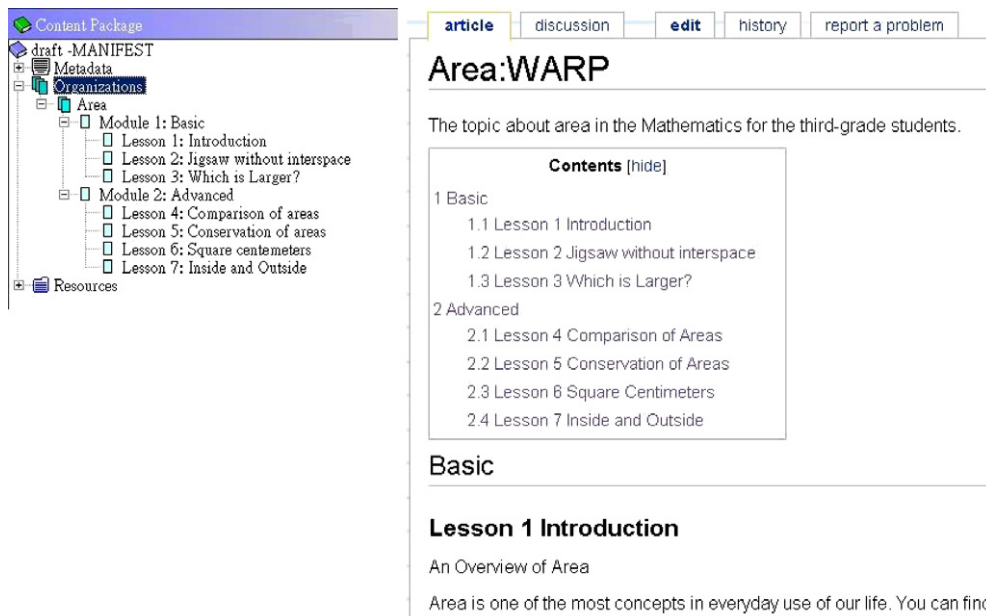 Content Package
draft -MANIFEST
Metadata
Organizations
Area
Module 1: Basic
Lesson 1: Introduction
Lesson 2: Jigsaw without interspace
Lesson 3: Which is Larger?
Module 2: Advanced
Lesson 4: Comparison of areas
Lesson 5: Conservation of areas
Lesson 6: Square centemeters
Lesson 7: Inside and Outside
Resources
article discussion edit history report a problem
Area:WARP
The topic about area in the Mathematics for the third-grade students.
Contents [hide]
1 Basic
1.1 Lesson 1 Introduction
1.2 Lesson 2 Jigsaw without interspace
1.3 Lesson 3 Which is Larger?
2 Advanced
2.1 Lesson 4 Comparison of Areas
2.2 Lesson 5 Conservation of Areas
2.3 Lesson 6 Square Centimeters
2.4 Lesson 7 Inside and Outside
Basic
Lesson 1 Introduction
An Overview of Area
Area is one of the most concepts in everyday use of our life. You can find